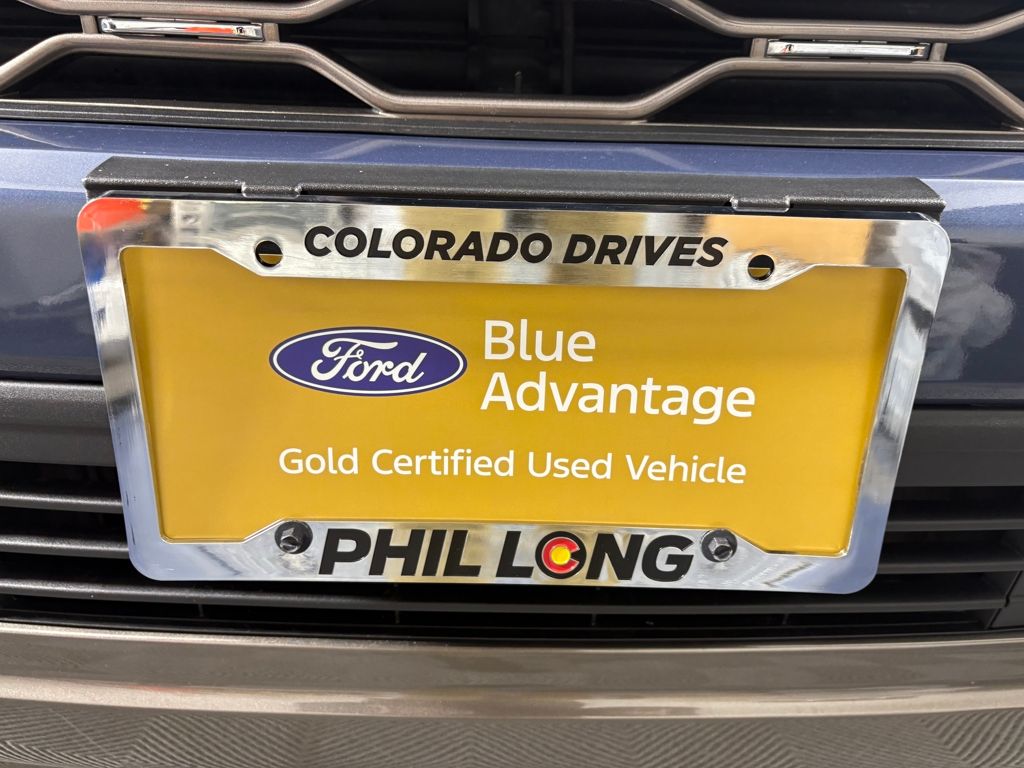 COLORADO DRIVES
Ford
Blue
Advantage
Gold Certified Used Vehicle
PHIL LONG